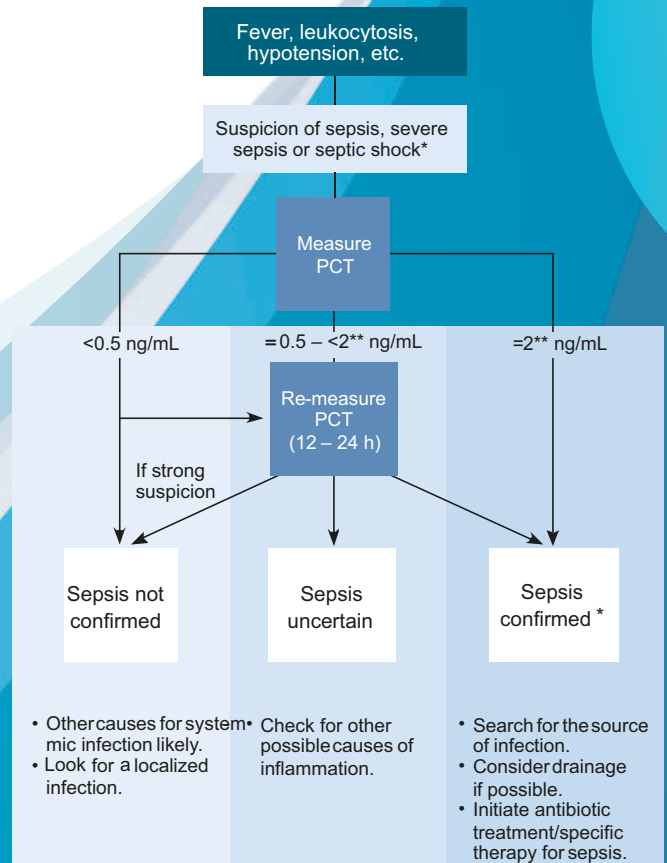 Fever, leukocytosis,
hypotension, etc.
Suspicion of sepsis, severe
sepsis or septic shock*
Measure
PCT
<0.5 ng/mL
= 0.5 – <2** ng/mL
=2** ng/mL
Re-measure
PCT
(12 – 24 h)
If strong
suspicion
Sepsis not
confirmed
Sepsis
uncertain
Sepsis
confirmed *
• Other causes for system
mic infection likely.
• Look for a localized
infection.
• Check for other
possible causes of
inflammation.
• Search for the source
of infection.
• Consider drainage
if possible.
• Initiate antibiotic
treatment/specific
therapy for sepsis.